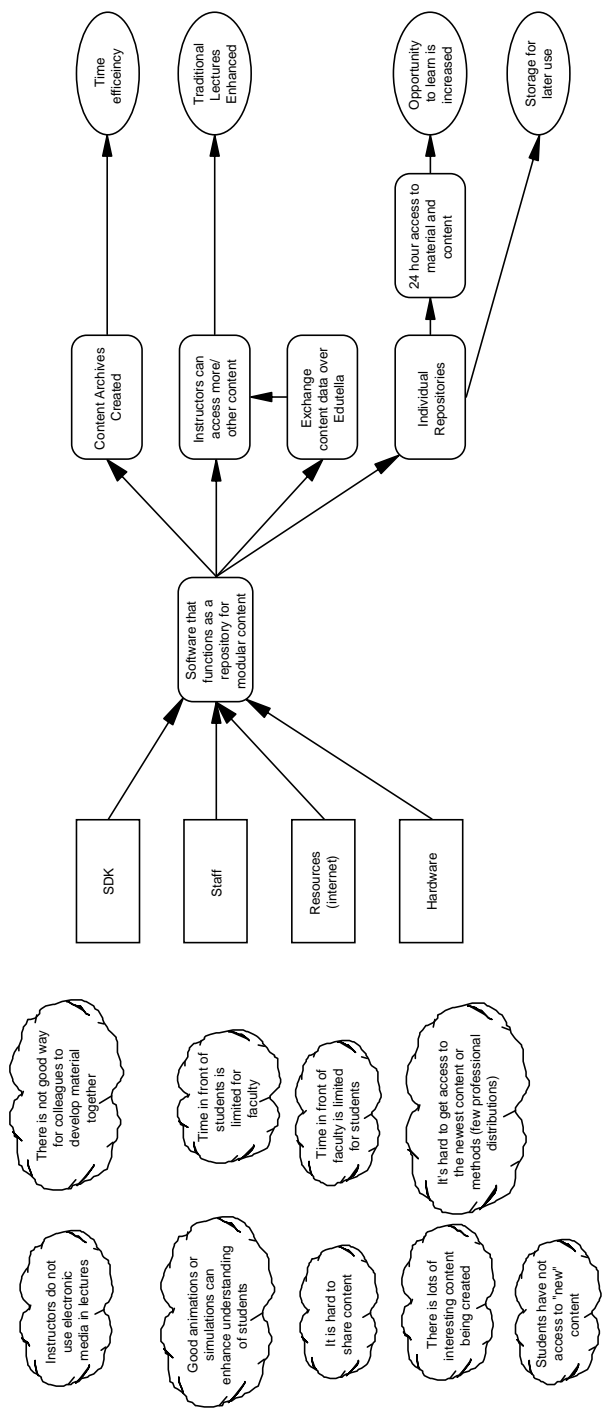 Instructors do not
use electronic
media in lectures
Good animations or
simulations can
enhance understanding
of students
It is hard to
share content
There is lots of
interesting content
being created
Students have not
access to "new"
content
There is not good way
for colleagues to
develop material
together
Time in front of
students is
limited for
faculty
Time in front of
faculty is limited
for students
It's hard to get access to
the newest content or
methods (few professional
distributions)
SDK
Staff
Resources
(internet)
Hardware
Software that
functions as a
repository for
modular content
Content Archives
Created
Instructors can
access more/
other content
Exchange
content data over
Edutella
Individual
Repositories
24 hour access to
material and
content
Time
efficeincy
Traditional
Lectures
Enhanced
Opportunity
to learn is
increased
Storage for
later use